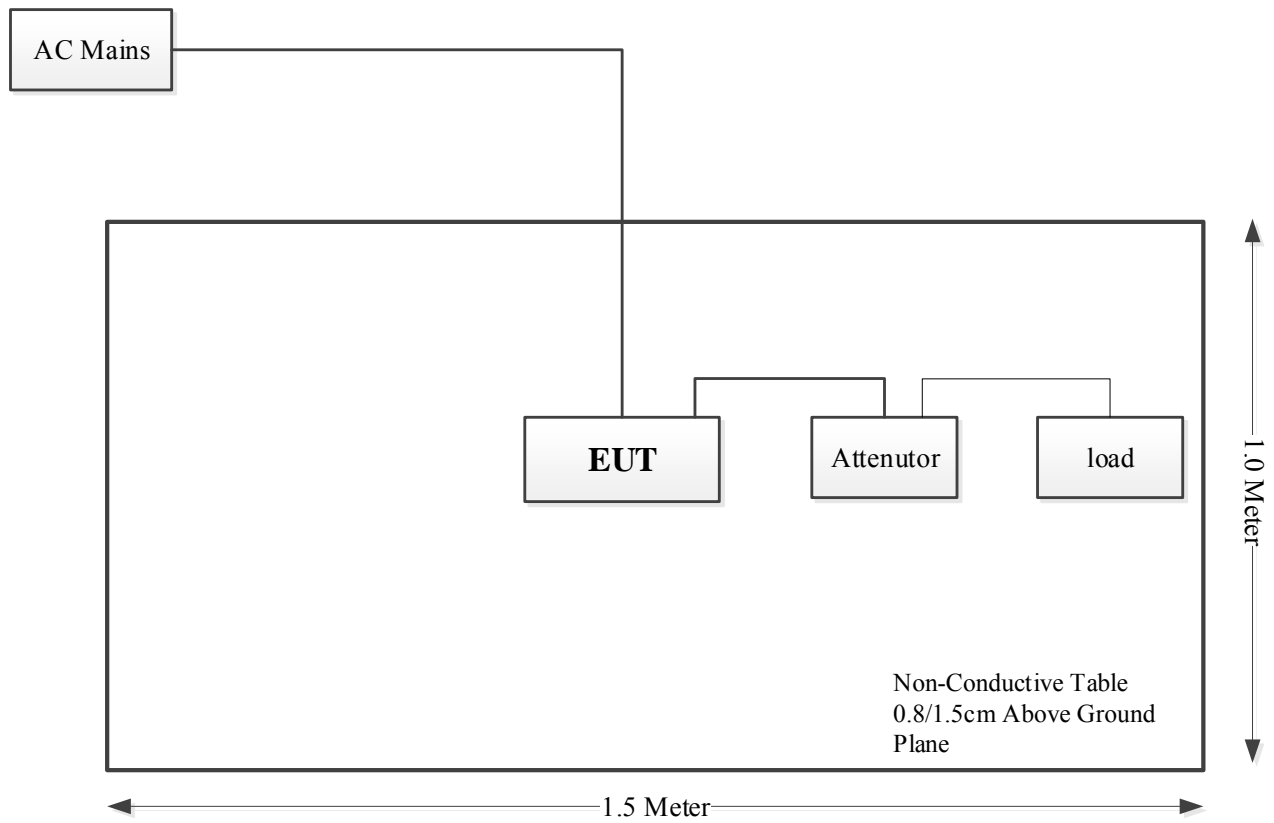 AC Mains
EUT
Attenutor
load
1.0 Meter
Non-Conductive Table
0.8/1.5cm Above Ground
Plane
1.5 Meter